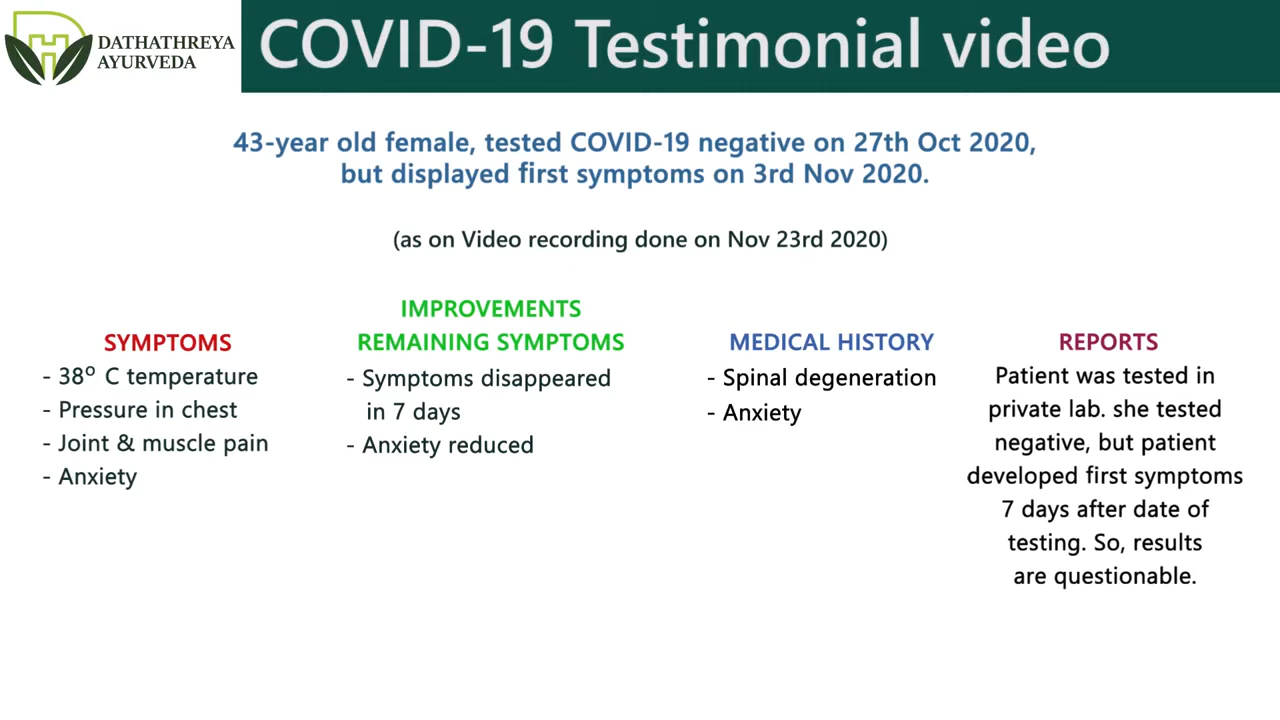 DATHATHREYA
AYURVEDA
COVID-19 Testimonial video
43-year old female, tested COVID-19 negative on 27th Oct 2020,
but displayed first symptoms on 3rd Nov 2020.
(as on Video recording done on Nov 23rd 2020)
SYMPTOMS
- 38º C temperature
- Pressure in chest
- Joint & muscle pain
- Anxiety
IMPROVEMENTS
REMAINING SYMPTOMS
- Symptoms disappeared
in 7 days
- Anxiety reduced
MEDICAL HISTORY
- Spinal degeneration
- Anxiety
REPORTS
Patient was tested in
private lab. she tested
negative, but patient
developed first symptoms
7 days after date of
testing. So, results
are questionable.